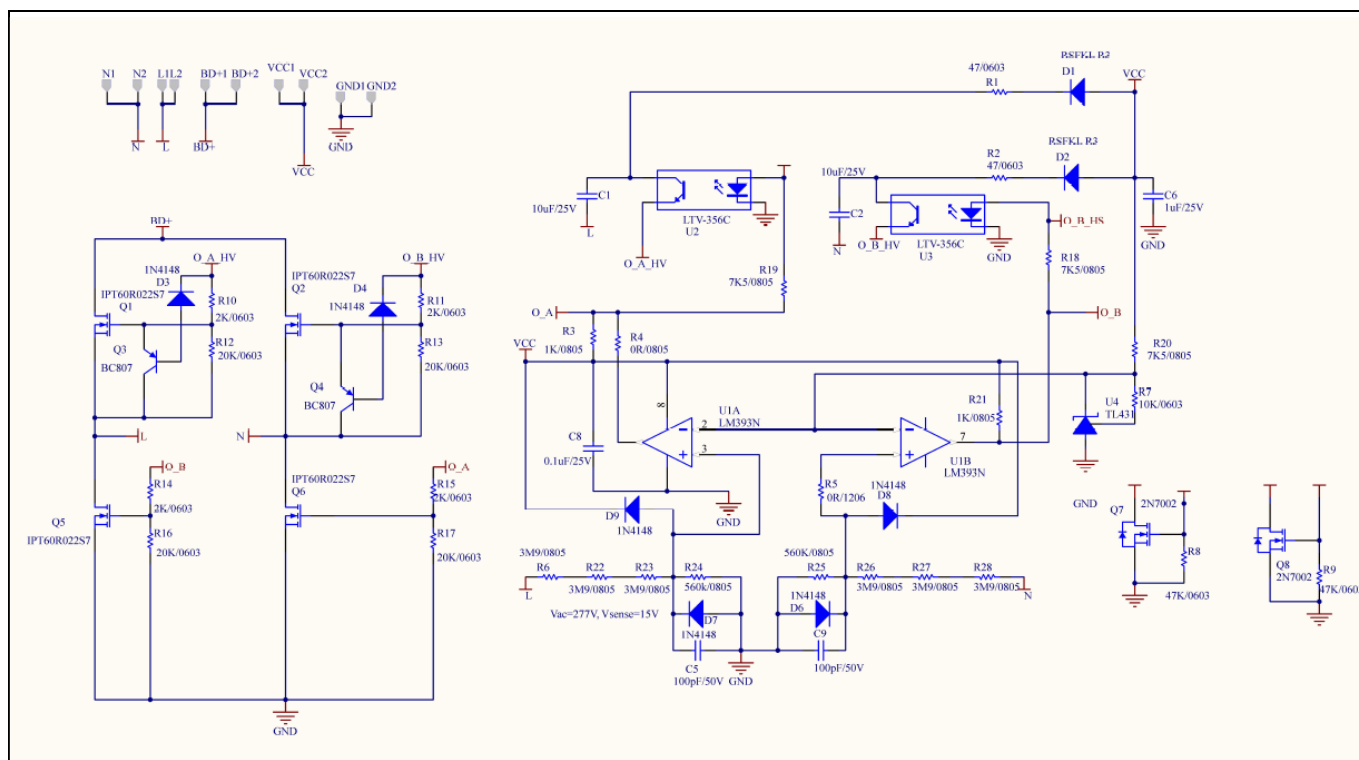 N1 N2 L1L2 BD+1 BD+2 VCC1 VCC2
GND1GND2
N L BD+ GND
VCC
47/0603
R1
D1
VCC
R2
47/0603
D2
C1
10uF/25V
L
LTV-356C
U2
O_A_HV
10uF/25V
C2
N
O_B_HV
LTV-356C
U3
GND
O_B_HS
R18
7K5/0805
C6
1uF/25V
GND
R19
7K5/0805
BD+
O_A_HV
1N4148
D3
IPT60R022S7
Q1
R10
2K/0603
Q3
BC807
R12
20K/0603
L
IPT60R022S7
Q2
O_B_HV
D4
1N4148
R11
2K/0603
R13
20K/0603
Q4
BC807
N
O_B
R14
2K/0603
Q5
IPT60R022S7
R16
20K/0603
IPT60R022S7
Q6
O_A
R15
2K/0603
R17
20K/0603
GND
O_A
R3
1K/0805
R4
0R/0805
O_B
VCC
R20
7K5/0805
8
U1A
LM393N
2
3
R21
1K/0805
7
U1B
LM393N
U4
TL431
R7
10K/0603
C8
0.1uF/25V
GND
R5
0R/1206
1N4148
D8
GND
D9
1N4148
3M9/0805
R6
R22
3M9/0805
R23
3M9/0805
R24
560k/0805
L
Vac=277V, Vsense=15V
D7
1N4148
C5
100pF/50V
GND
560K/0805
R25
R26
3M9/0805
R27
3M9/0805
R28
3M9/0805
N
1N4148
D6
C9
100pF/50V
Q7
2N7002
R8
47K/0603
Q8
2N7002
R9